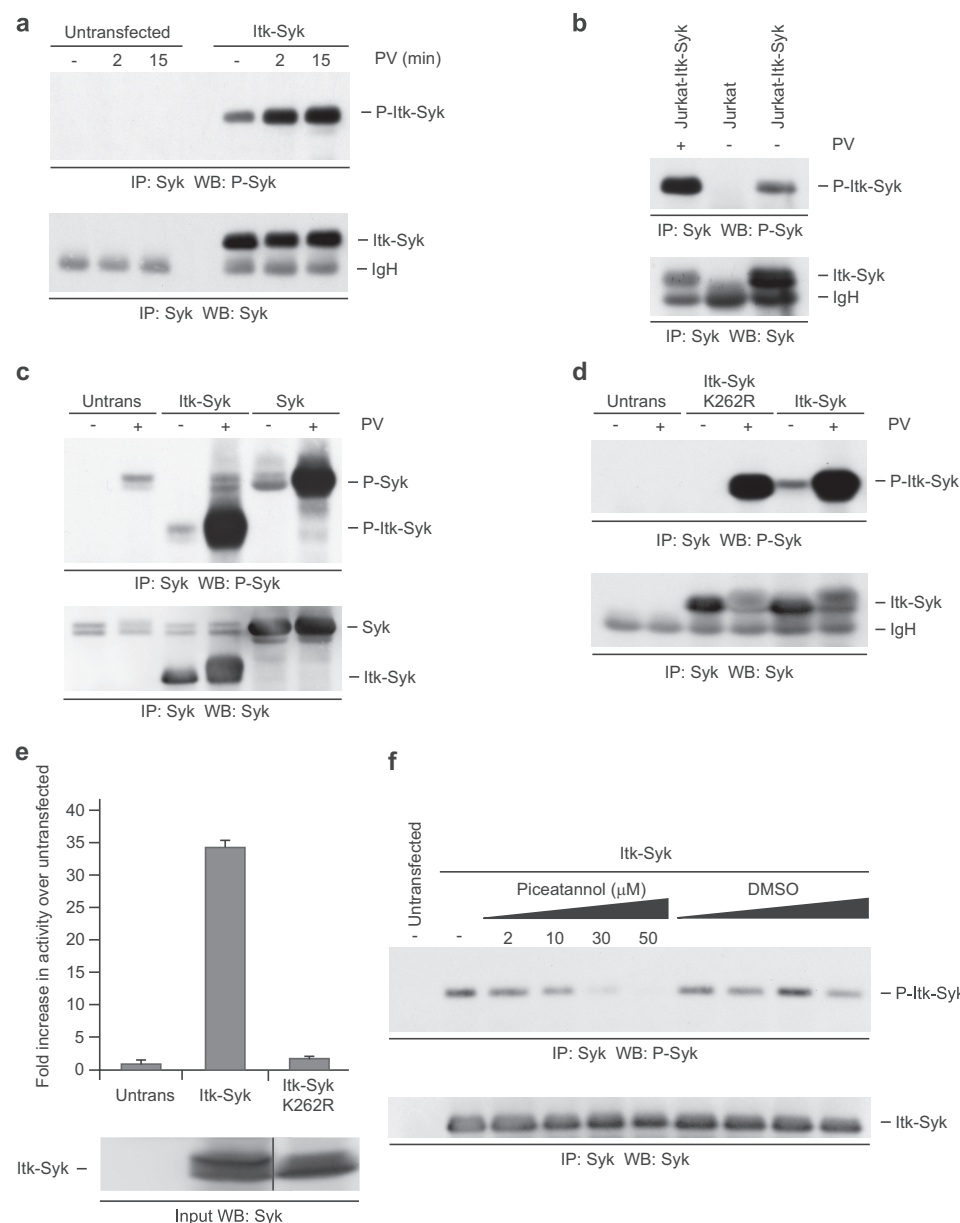 a
Untransfected Itk-Syk
- 2 15 - 2 15 PV (min)
– P-Itk-Syk
IP: Syk WB: P-Syk
– Itk-Syk
– IgH
IP: Syk WB: Syk
b
Jurkat-Itk-Syk
Jurkat
Jurkat-Itk-Syk
+ - - PV
– P-Itk-Syk
IP: Syk WB: P-Syk
– Itk-Syk
– IgH
IP: Syk WB: Syk
c
Untrans Itk-Syk Syk
- + - + - + PV
– P-Syk
– P-Itk-Syk
IP: Syk WB: P-Syk
– Syk
– Itk-Syk
IP: Syk WB: Syk
d
Itk-Syk
Untrans K262R Itk-Syk
- + - + - + PV
– P-Itk-Syk
IP: Syk WB: P-Syk
– Itk-Syk
– IgH
IP: Syk WB: Syk
e
Fold increase in activity over untransfected
40
35
30
25
20
15
10
5
0
Untrans Itk-Syk Itk-Syk
K262R
Itk-Syk –
Input WB: Syk
f
Untransfected
Itk-Syk
Piceatannol (μM) DMSO
- - 2 10 30 50
– P-Itk-Syk
IP: Syk WB: P-Syk
– Itk-Syk
IP: Syk WB: Syk